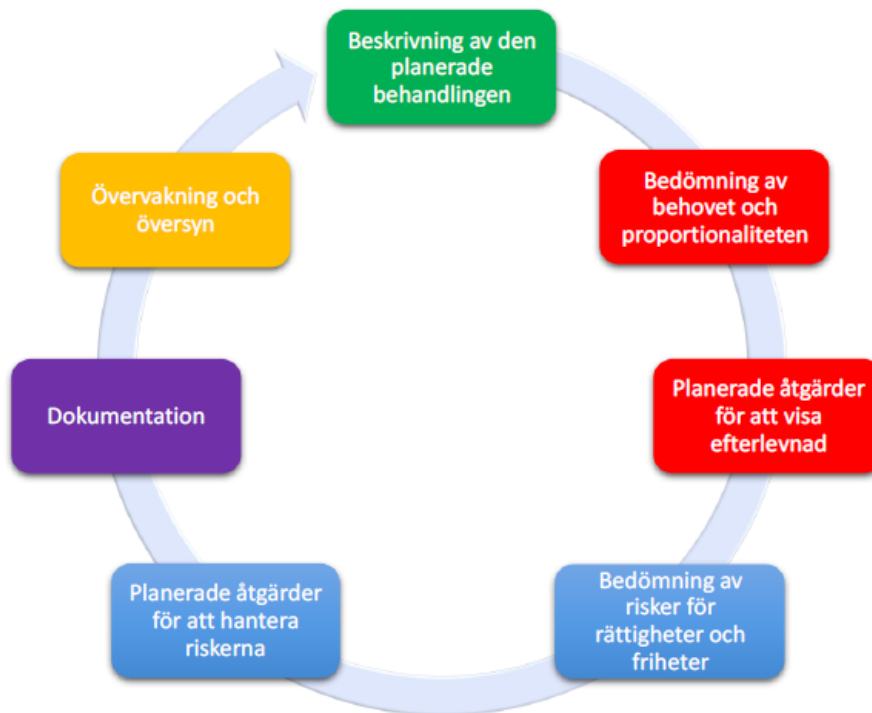 Beskrivning av den
planerade
behandlingen
Bedömning av
behovet och
proportionaliteten
Planerade åtgärder
för att visa
efterlevnad
Bedömning av
risker för
rättigheter och
friheter
Planerade åtgärder
för att hantera
riskerna
Dokumentation
Övervakning och
översyn